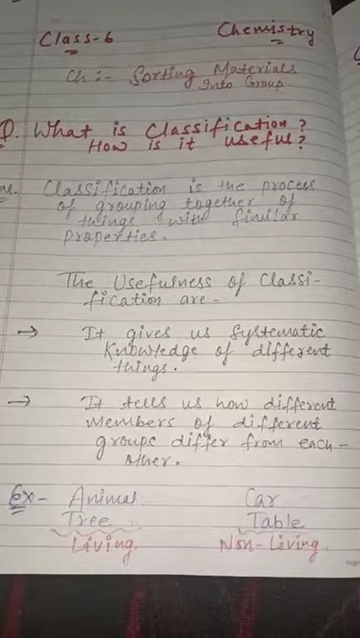 Class-6 Chemistry
Ch:- Sorting Materials
Into Group
Q. What is Classification?
How is it useful?
Ans. Classification is the process
of grouping together of
things with Similar
properties.
The Usefulness of Classi-
fication are-
→ It gives us Systematic
Knowledge of different
things.
→ It tells us how different
Members of different
groups differ from each-
other.
Ex- Animal Car
Tree Table
Living. Non-Living